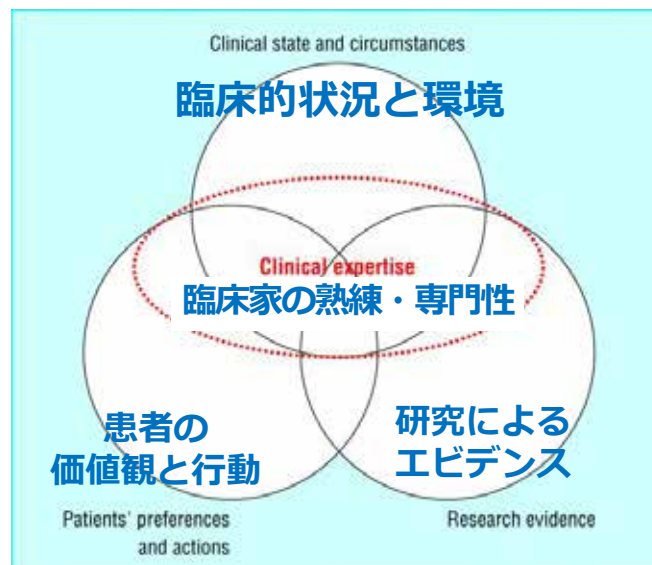 Clinical state and circumstances
臨床的状況と環境
Clinical expertise
臨床家の熟練・専門性
患者の
価値観と行動
研究による
エビデンス
Patients' preferences
and actions
Research evidence